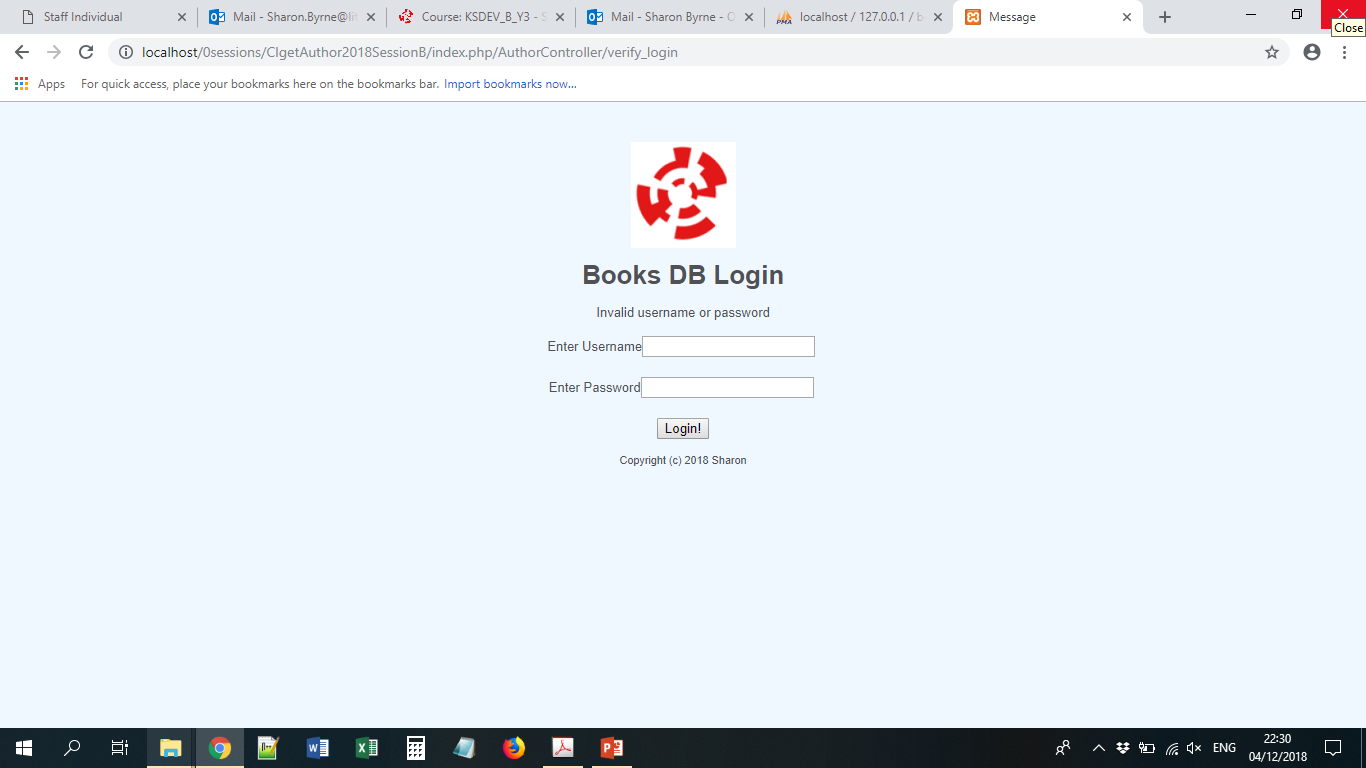 Staff Individual
Mail - Sharon.Byrne@lit
Course: KSDEV_B_Y3 - S
Mail - Sharon Byrne - O
PMA
localhost / 127.0.0.1 / b
Message
Close
localhost/0sessions/CIgetAuthor2018SessionB/index.php/AuthorController/verify_login
Apps
For quick access, place your bookmarks here on the bookmarks bar. Import bookmarks now...
Books DB Login
Invalid username or password
Enter Username
Enter Password
Login!
Copyright (c) 2018 Sharon
ENG
22:30
04/12/2018